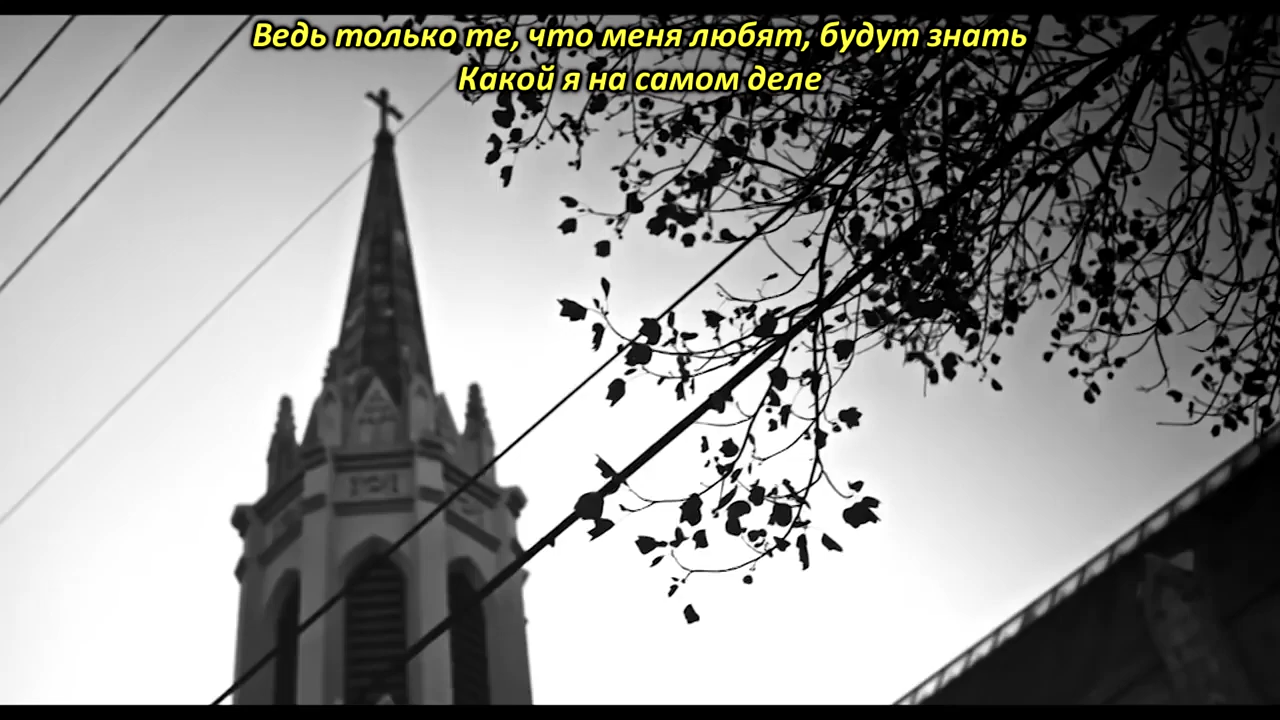 Ведь только те, что меня любят, будут знать
Какой я на самом деле